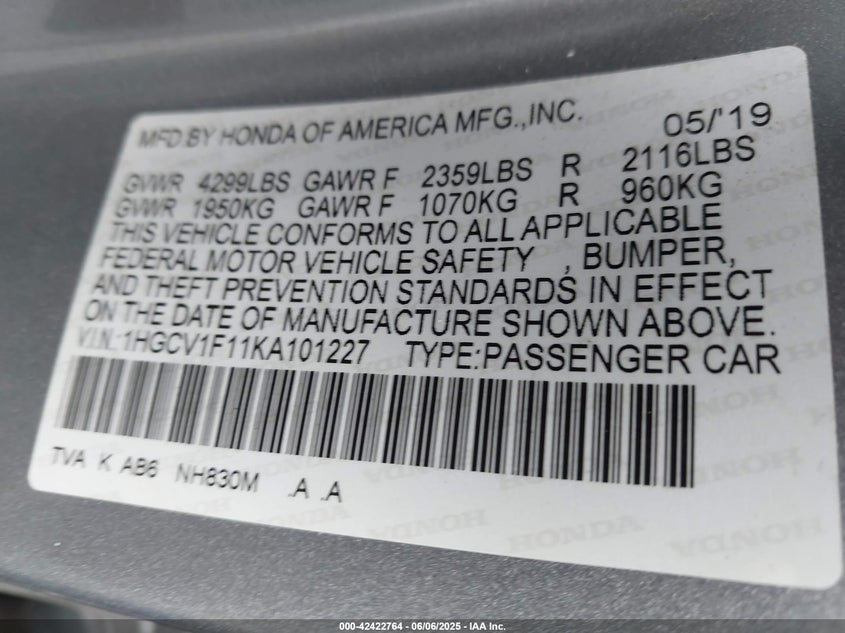 MFD.BY HONDA OF AMERICA MFG.,INC. 05/'19
GVWR 4299LBS GAWR F 2359LBS R 2116LBS
GVWR 1950KG GAWR F 1070KG R 960KG
THIS VEHICLE CONFORMS TO ALL APPLICABLE
FEDERAL MOTOR VEHICLE SAFETY , BUMPER,
AND THEFT PREVENTION STANDARDS IN EFFECT
ON THE DATE OF MANUFACTURE SHOWN ABOVE.
V.I.N.:1HGCV1F11KA101227 TYPE:PASSENGER CAR
TVA K AB6 NH830M .A .A
HONDA HONDA HONDA
000-42422764 - 06/06/2025 - IAA Inc.